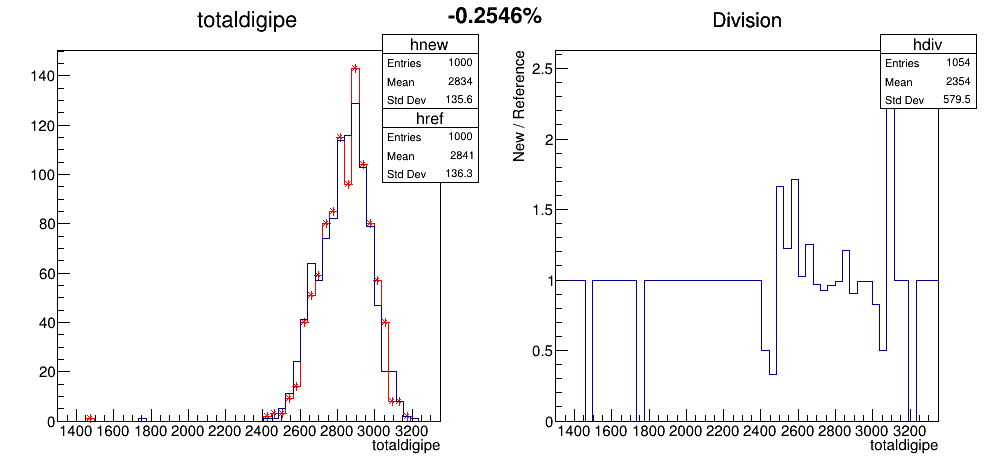 totaldigipe
-0.2546%
Division
hnew
Entries 1000
Mean 2834
Std Dev 135.6
href
Entries 1000
Mean 2841
Std Dev 136.3
140
120
100
80
60
40
20
0
1400 1600 1800 2000 2200 2400 2600 2800 3000 3200
totaldigipe
hdiv
Entries 1054
Mean 2354
Std Dev 579.5
New / Reference
2.5
2
1.5
1
0.5
0
1400 1600 1800 2000 2200 2400 2600 2800 3000 3200
totaldigipe